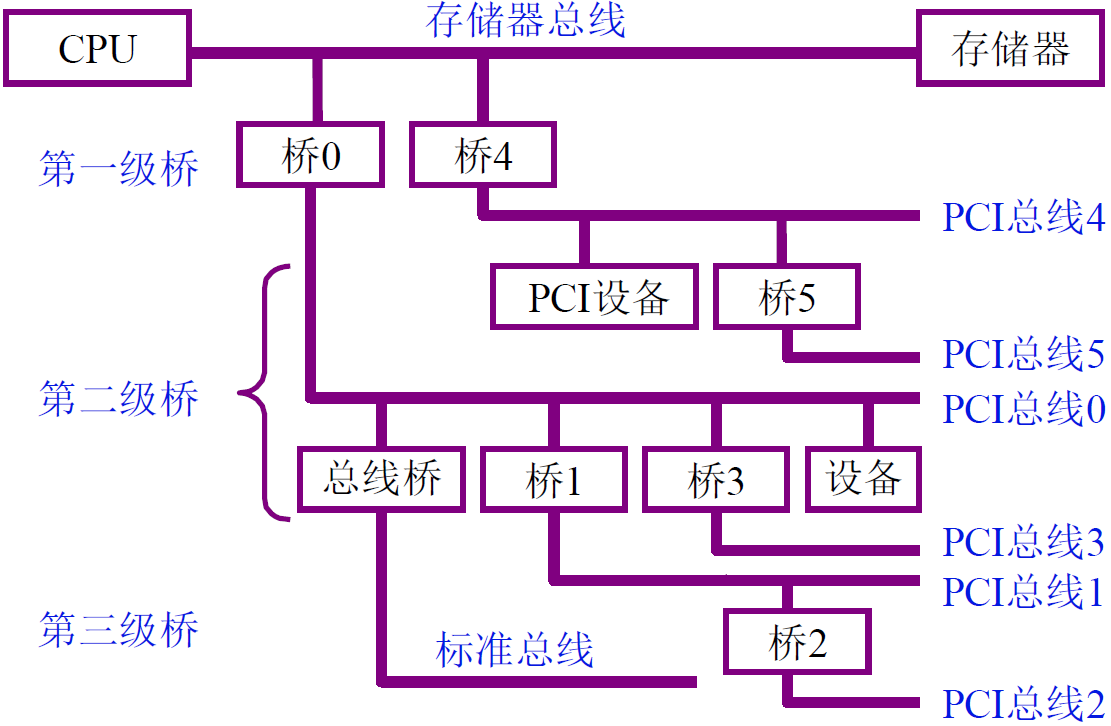 存储器总线
CPU
存储器
第一级桥
桥0
桥4
PCI总线4
PCI设备
桥5
PCI总线5
第二级桥
PCI总线0
总线桥
桥1
桥3
设备
PCI总线3
PCI总线1
第三级桥
标准总线
桥2
PCI总线2